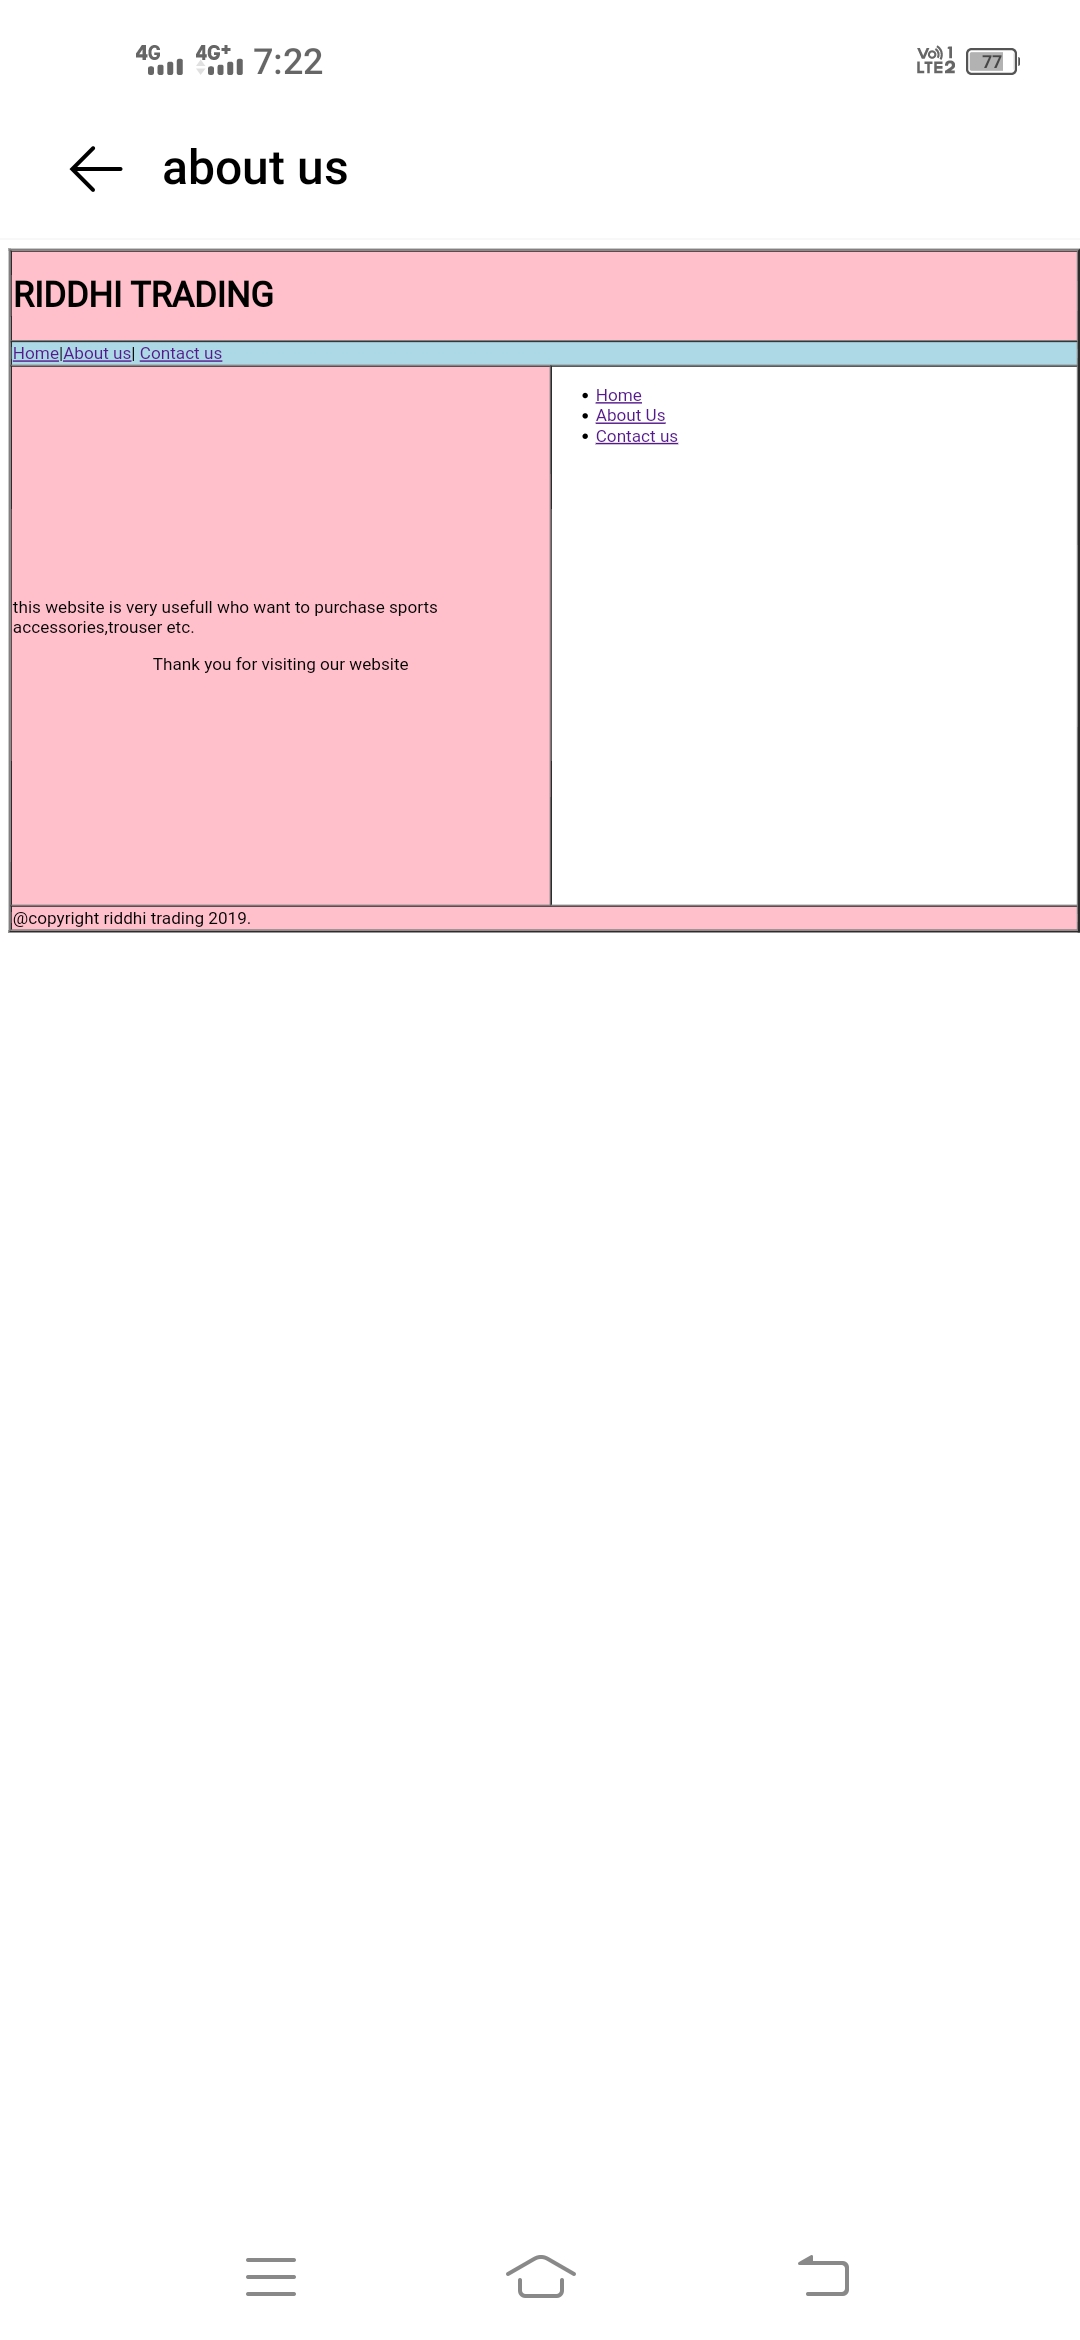 4G 4G+ 7:22 VoLTE 1 2 77
about us
RIDDHI TRADING
Home|About us| Contact us
• Home
• About Us
• Contact us
this website is very usefull who want to purchase sports
accessories,trouser etc.
Thank you for visiting our website
@copyright riddhi trading 2019.